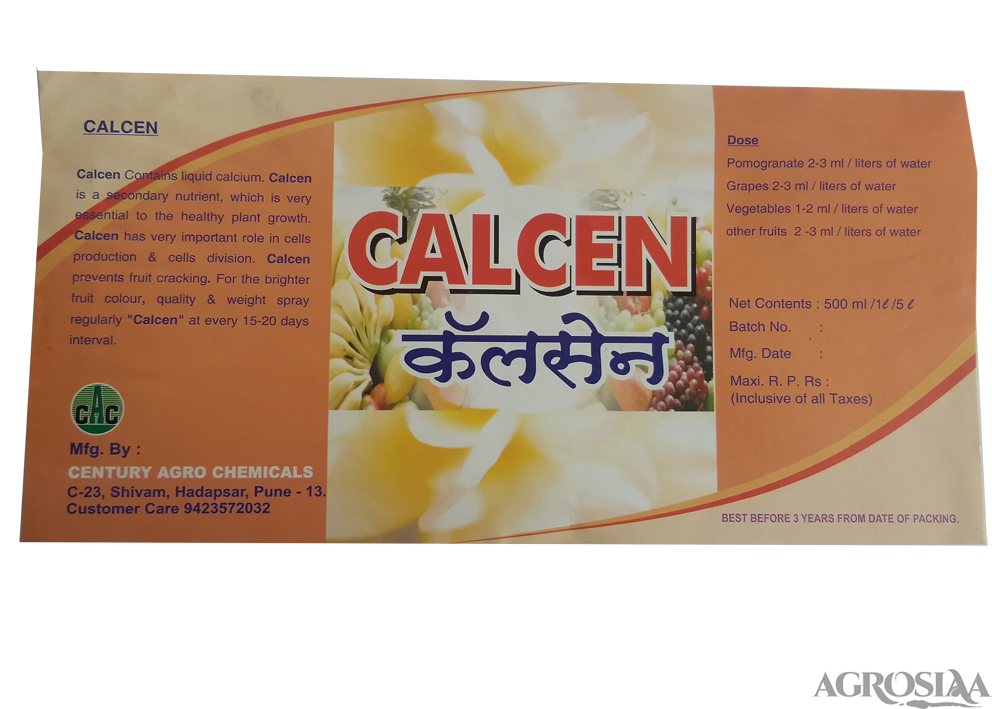 CALCEN
Calcen Contains liquid calcium. Calcen
is a secondary nutrient, which is very
essential to the healthy plant growth.
Calcen has very important role in cells
production & cells division. Calcen
prevents fruit cracking. For the brighter
fruit colour, quality & weight spray
regularly "Calcen" at every 15-20 days
interval.
CAC
Mfg. By :
CENTURY AGRO CHEMICALS
C-23, Shivam, Hadapsar, Pune - 13.
Customer Care 9423572032
CALCEN
कॅलसेन
Dose
Pomogranate 2-3 ml / liters of water
Grapes 2-3 ml / liters of water
Vegetables 1-2 ml / liters of water
other fruits 2 -3 ml / liters of water
Net Contents : 500 ml /1ℓ /5 ℓ
Batch No. :
Mfg. Date :
Maxi. R. P. Rs :
(Inclusive of all Taxes)
BEST BEFORE 3 YEARS FROM DATE OF PACKING.
AGROSIAA